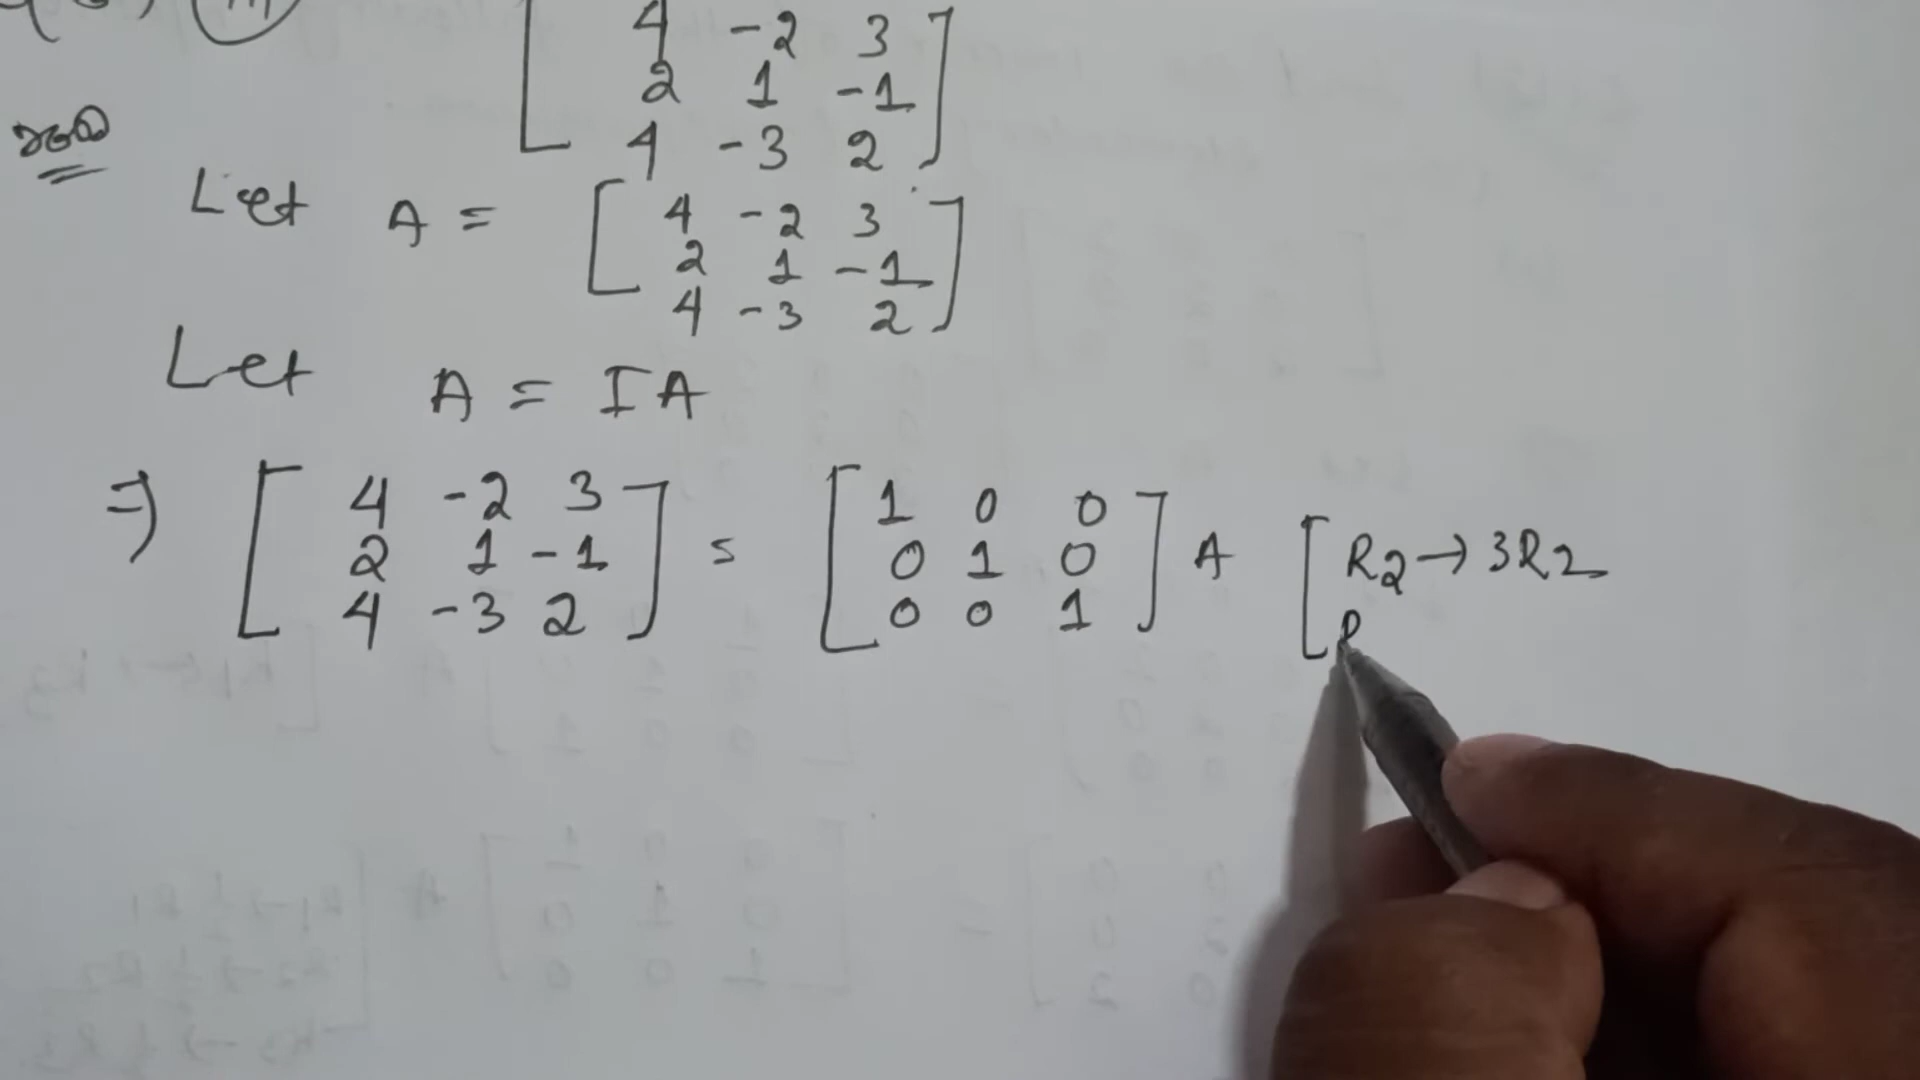 4 -2 3
2 1 -1
4 -3 2
Let A = [4 -2 3
2 1 -1
4 -3 2]
Let A = IA
⇒ [4 -2 3
2 1 -1
4 -3 2] = [1 0 0
0 1 0
0 0 1] A [R2→3R2
R